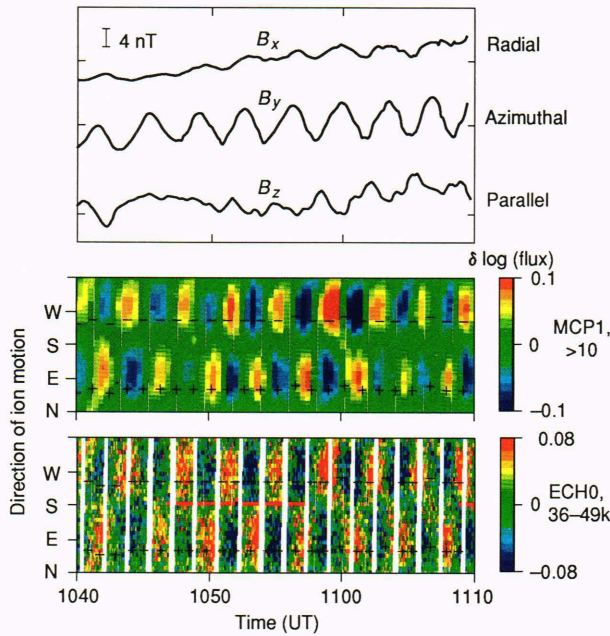 4 nT
Bx
Radial
By
Azimuthal
Bz
Parallel
δ log (flux)
0.1
W
MCP1,
>10
S
0
E
N
−0.1
Direction of ion motion
0.08
W
ECH0,
36–49k
S
0
E
N
−0.08
1040
1050
1100
1110
Time (UT)